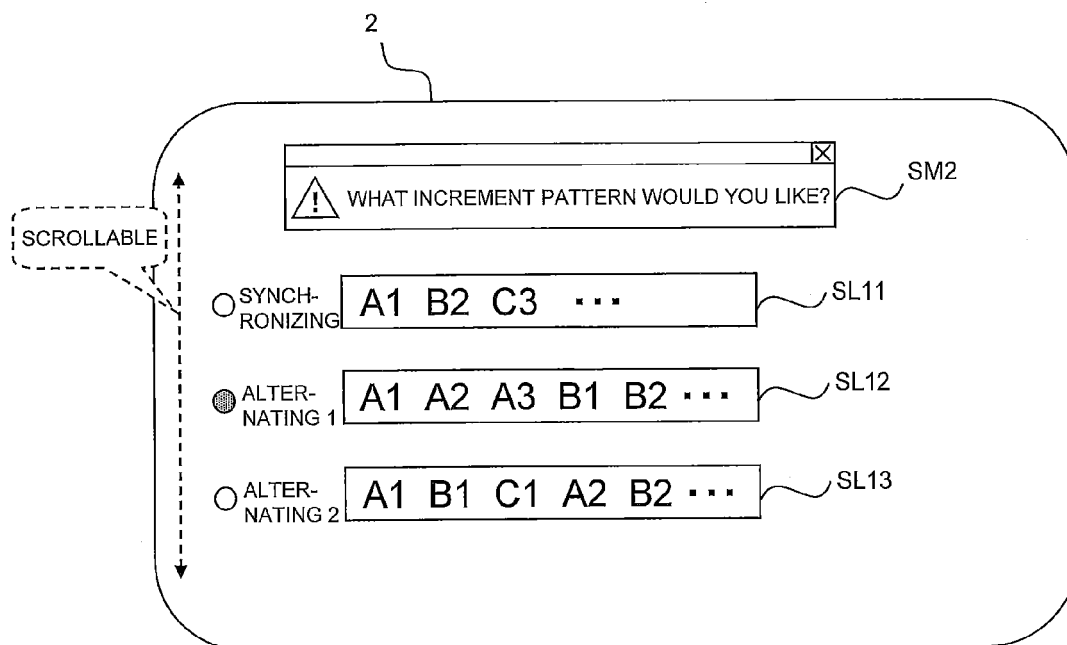 2
WHAT INCREMENT PATTERN WOULD YOU LIKE?
SM2
SCROLLABLE
SYNCH-
RONIZING
A1 B2 C3 ･･･
SL11
ALTER-
NATING 1
A1 A2 A3 B1 B2 ･･･
SL12
ALTER-
NATING 2
A1 B1 C1 A2 B2 ･･･
SL13